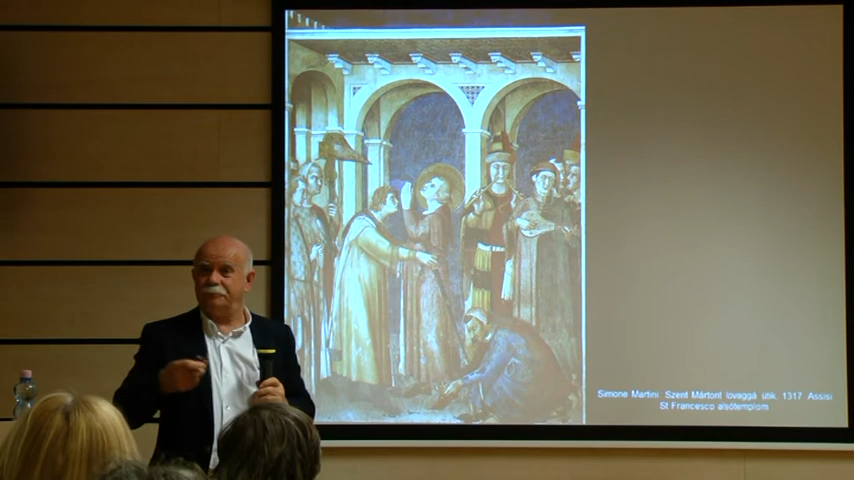 Simone Martini. Szent Mártont lovaggá ütik. 1317 Assisi
St Francesco alsótemplom